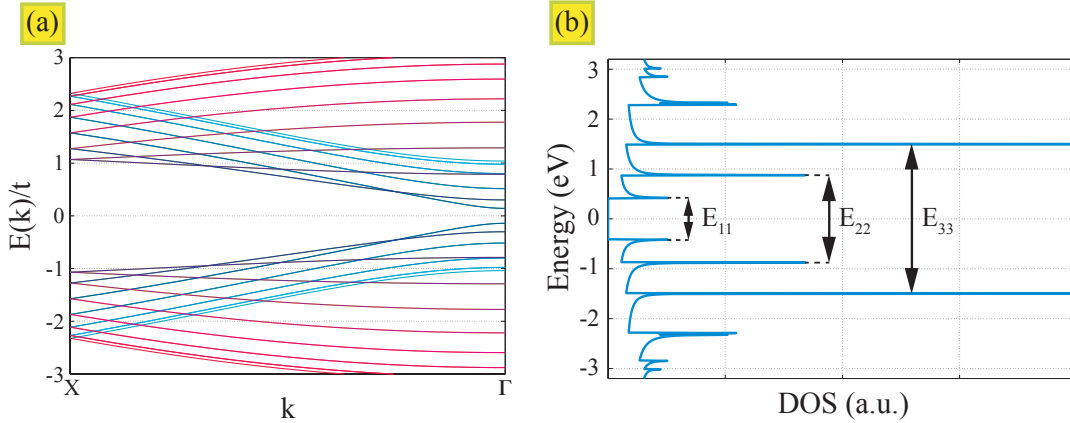 (a)
E(k)/t
3
2
1
0
-1
-2
-3
X
Γ
k
(b)
Energy (eV)
3
2
1
0
-1
-2
-3
E11
E22
E33
DOS (a.u.)